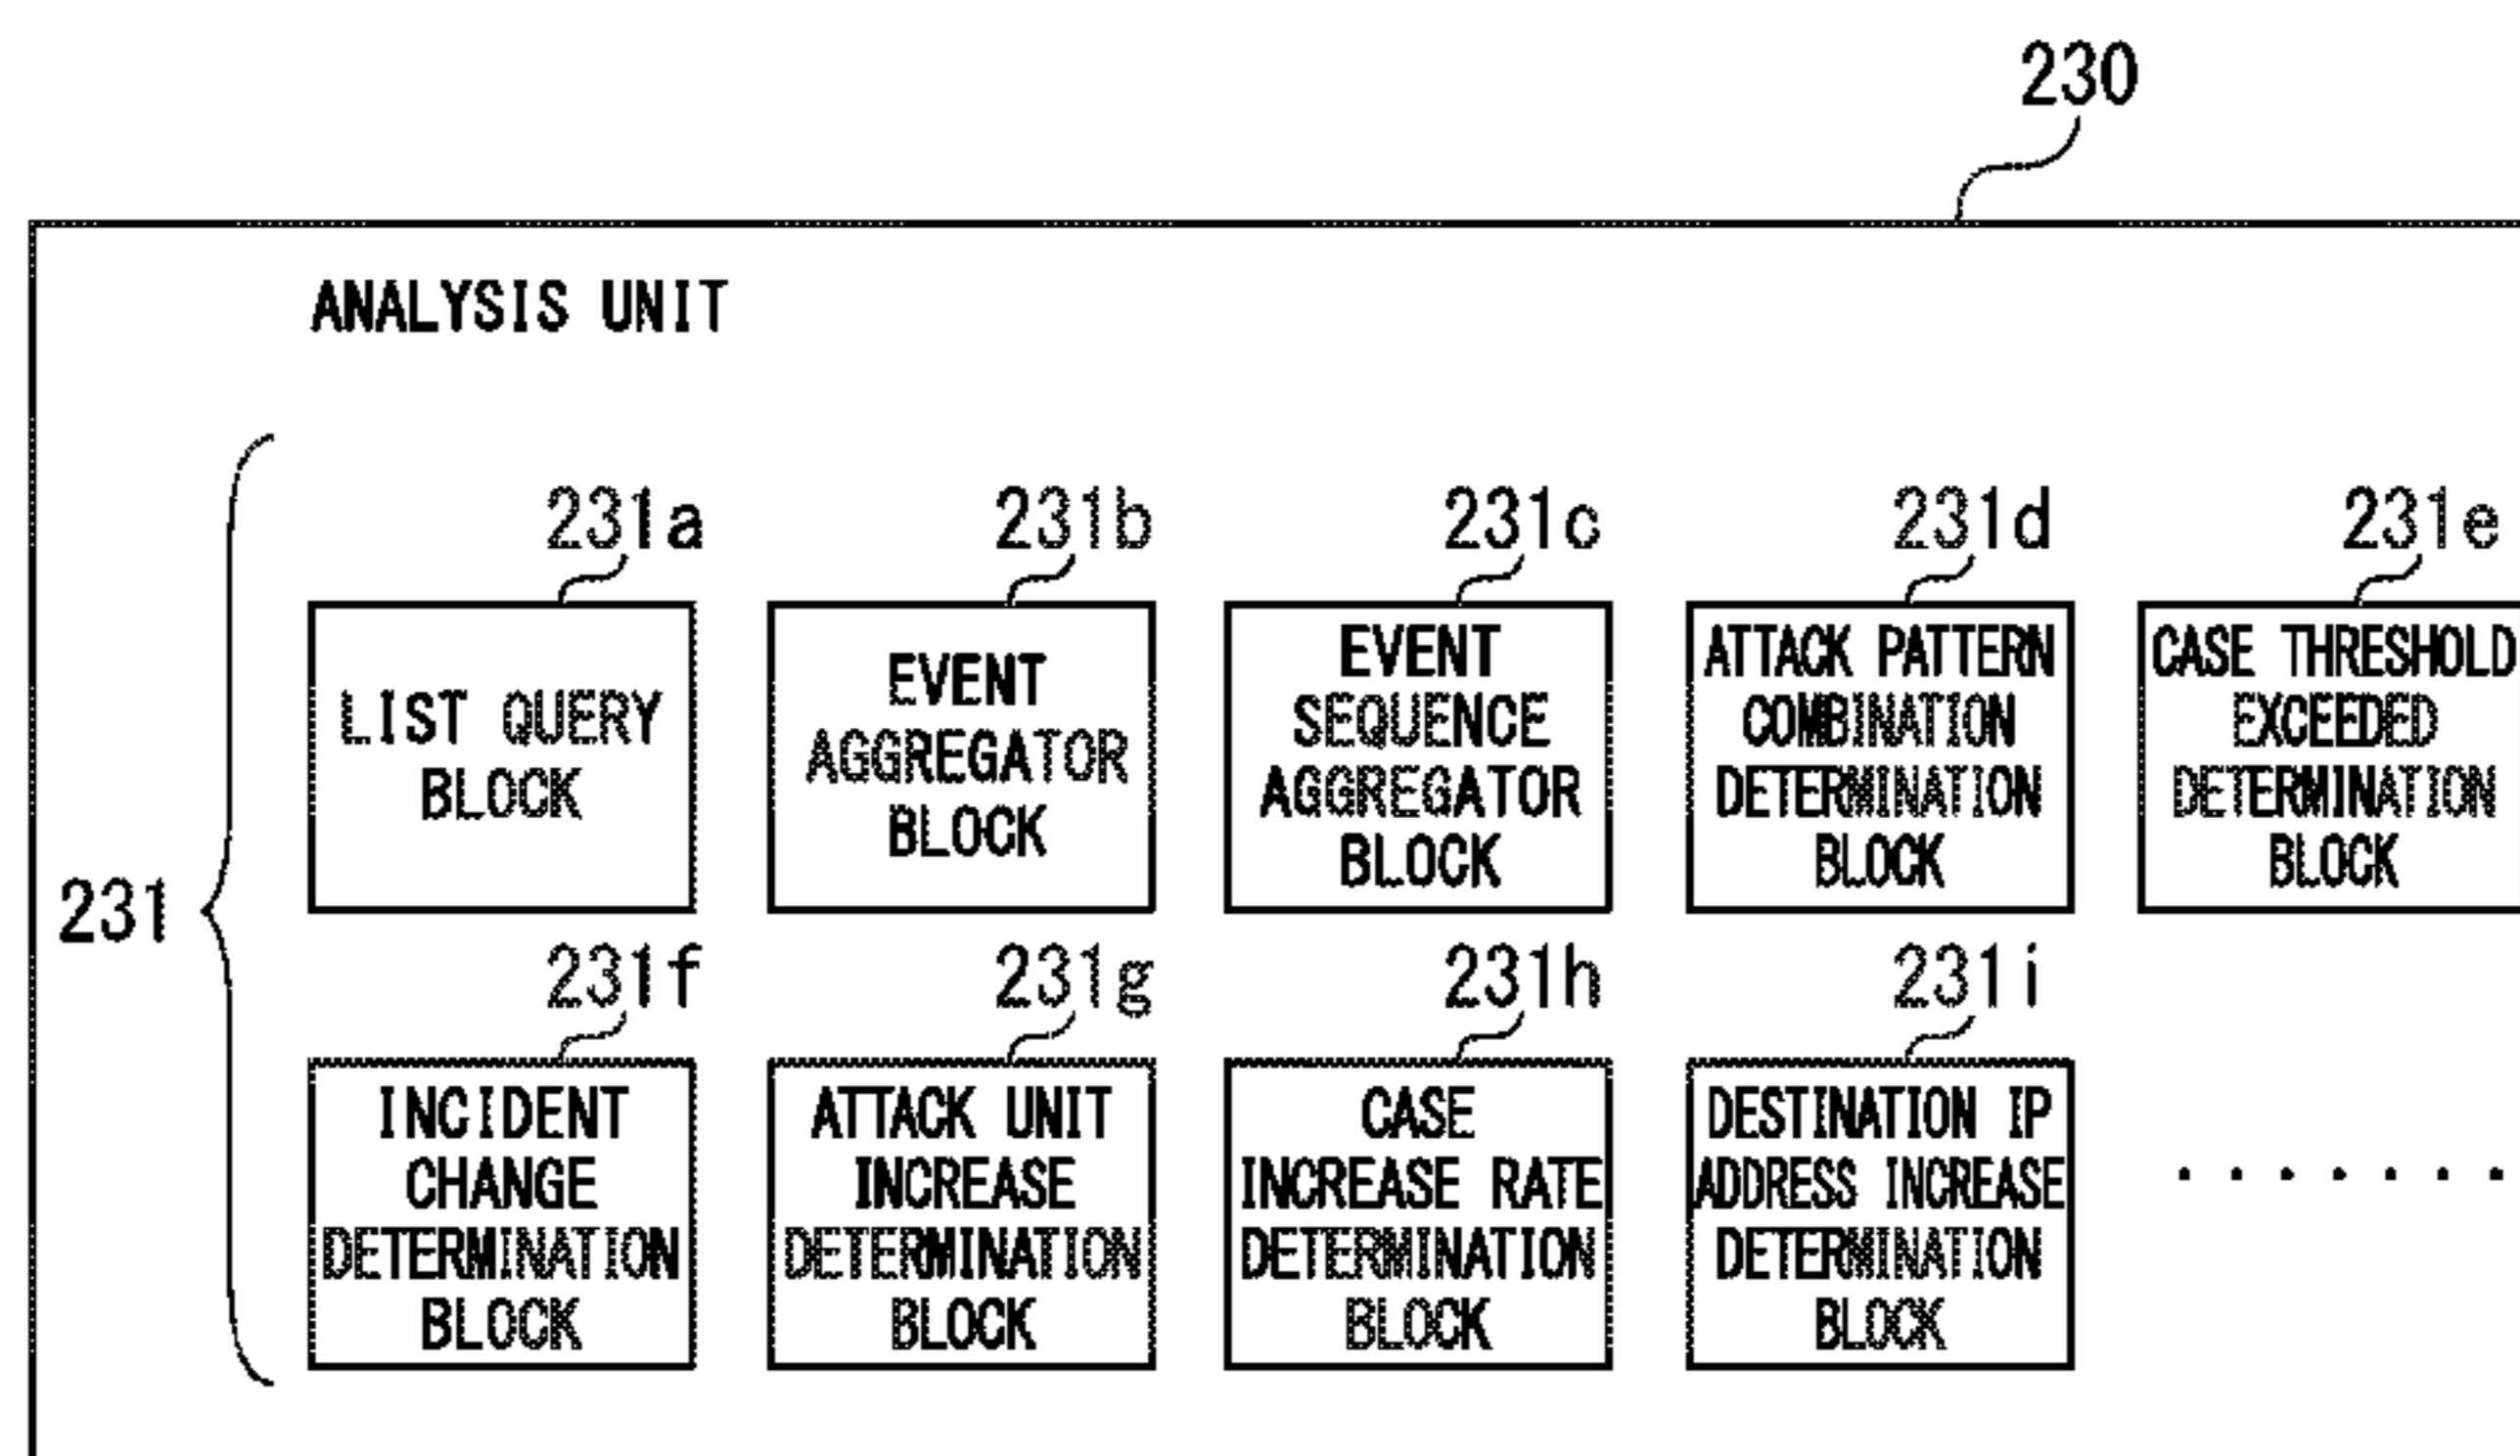 230
ANALYSIS UNIT
231
231a
LIST QUERY
BLOCK
231b
EVENT
AGGREGATOR
BLOCK
231c
EVENT
SEQUENCE
AGGREGATOR
BLOCK
231d
ATTACK PATTERN
COMBINATION
DETERMINATION
BLOCK
231e
CASE THRESHOLD
EXCEEDED
DETERMINATION
BLOCK
231f
INCIDENT
CHANGE
DETERMINATION
BLOCK
231g
ATTACK UNIT
INCREASE
DETERMINATION
BLOCK
231h
CASE
INCREASE RATE
DETERMINATION
BLOCK
231i
DESTINATION IP
ADDRESS INCREASE
DETERMINATION
BLOCK
. . . . . . .